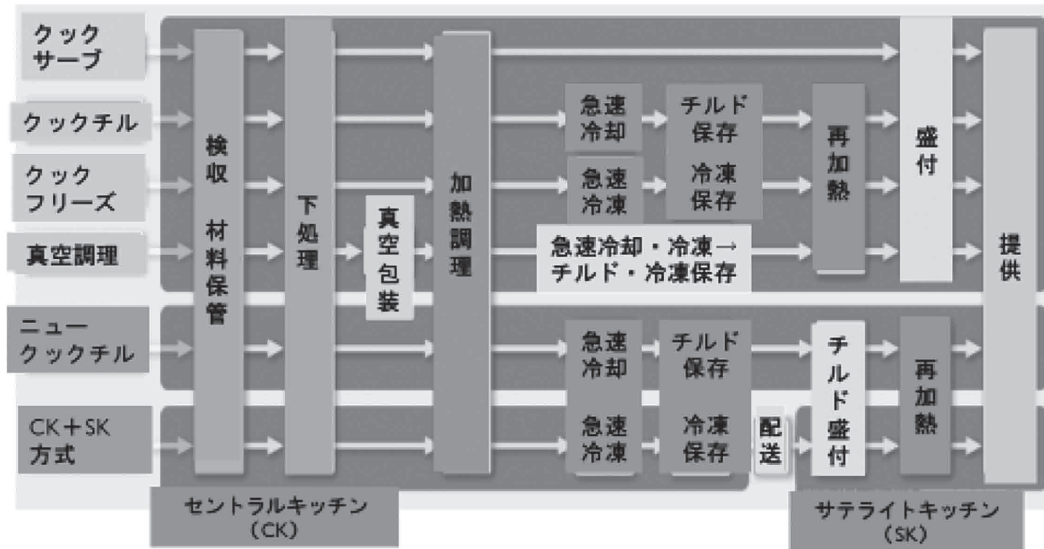 クック
サーブ
クックチル
クック
フリーズ
真空調理
ニュー
クックチル
CK+SK
方式
検収 材料保管
下処理
真空包装
加熱調理
急速
冷却
チルド
保存
急速
冷凍
冷凍
保存
急速冷却・冷凍→
チルド・冷凍保存
再加熱
盛付
提供
急速
冷却
チルド
保存
急速
冷凍
冷凍
保存
配送
チルド盛付
再加熱
セントラルキッチン
(CK)
サテライトキッチン
(SK)